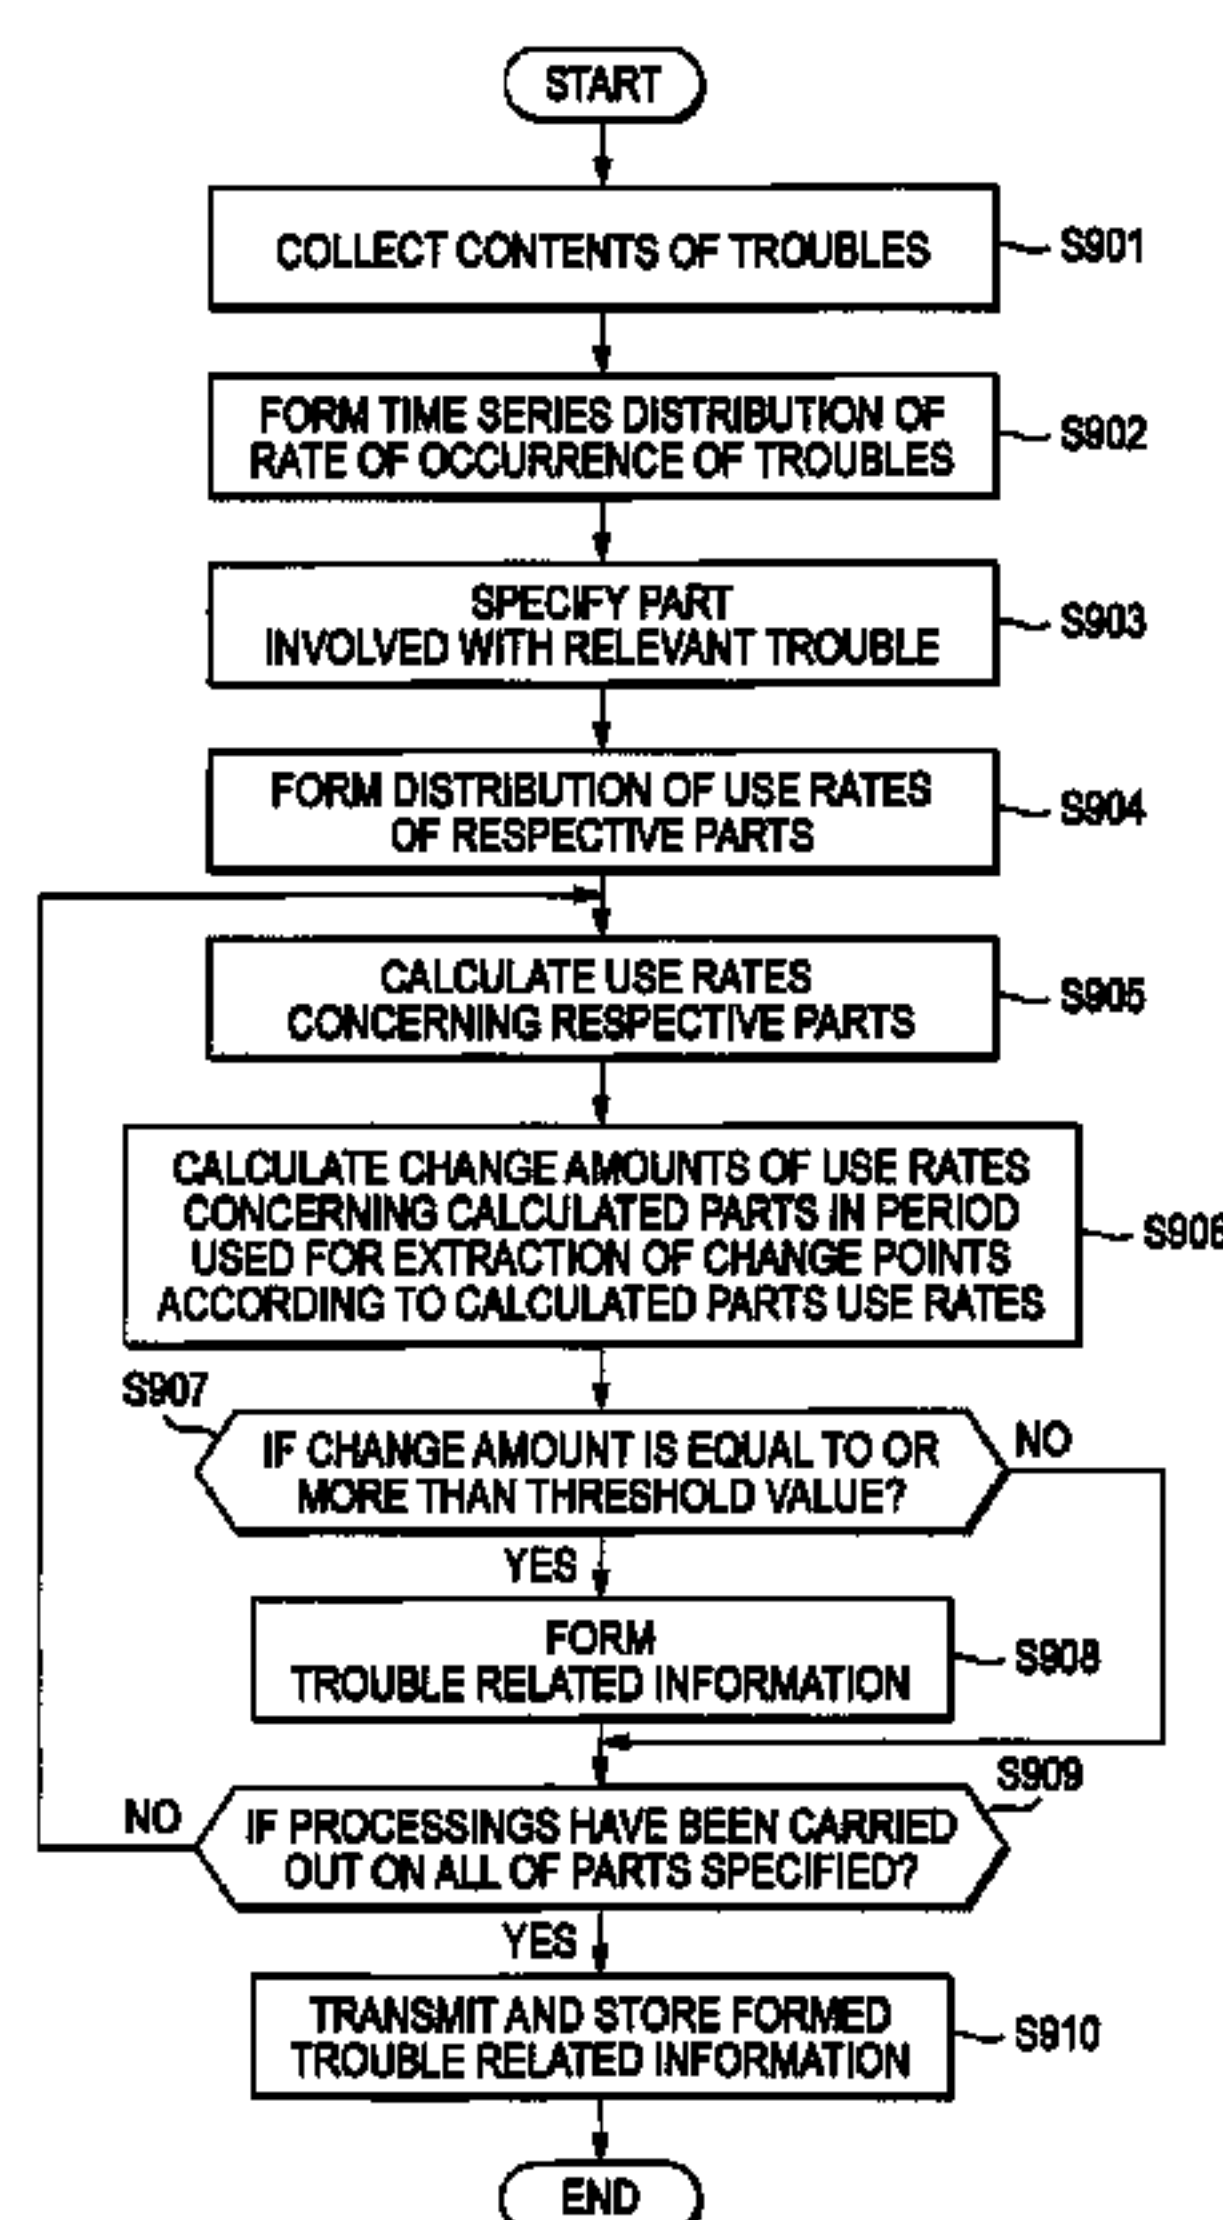 START
COLLECT CONTENTS OF TROUBLES
S901
FORM TIME SERIES DISTRIBUTION OF
RATE OF OCCURRENCE OF TROUBLES
S902
SPECIFY PART
INVOLVED WITH RELEVANT TROUBLE
S903
FORM DISTRIBUTION OF USE RATES
OF RESPECTIVE PARTS
S904
CALCULATE USE RATES
CONCERNING RESPECTIVE PARTS
S905
CALCULATE CHANGE AMOUNTS OF USE RATES
CONCERNING CALCULATED PARTS IN PERIOD
USED FOR EXTRACTION OF CHANGE POINTS
ACCORDING TO CALCULATED PARTS USE RATES
S906
S907
IF CHANGE AMOUNT IS EQUAL TO OR
MORE THAN THRESHOLD VALUE?
NO
YES
FORM
TROUBLE RELATED INFORMATION
S908
S909
NO
IF PROCESSINGS HAVE BEEN CARRIED
OUT ON ALL OF PARTS SPECIFIED?
YES
TRANSMIT AND STORE FORMED
TROUBLE RELATED INFORMATION
S910
END